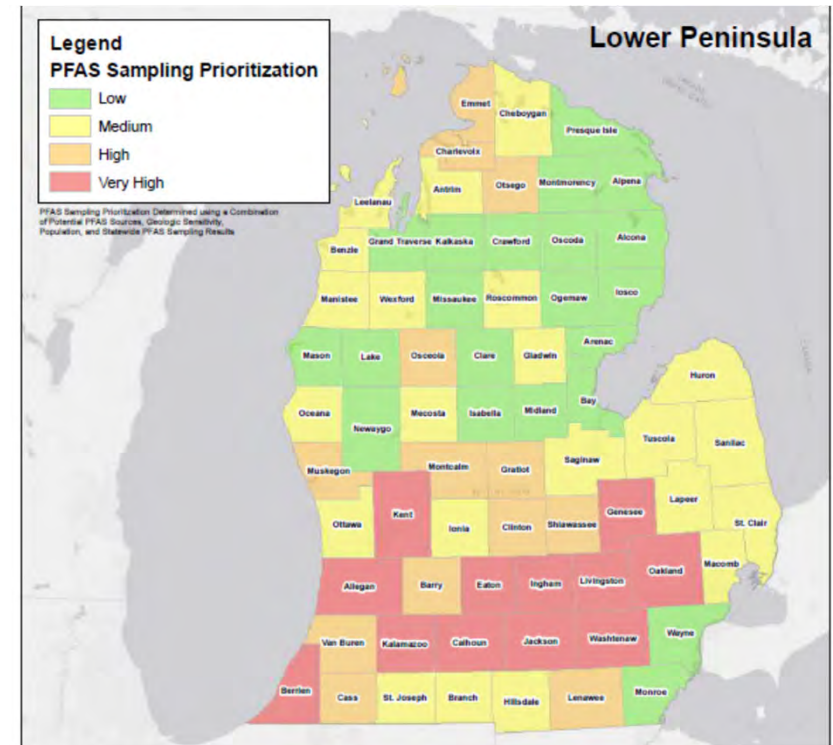 Lower Peninsula
Legend
PFAS Sampling Prioritization
Low
Medium
High
Very High
PFAS Sampling Prioritization Determined using a Combination
of Potential PFAS Sources, Geologic Sensitivity,
Population, and Statewide PFAS Sampling Results
Emmet
Cheboygan
Presque Isle
Charlevoix
Antrim
Otsego
Montmorency
Alpena
Leelanau
Benzie
Grand Traverse
Kalkaska
Crawford
Oscoda
Alcona
Manistee
Wexford
Missaukee
Roscommon
Ogemaw
Iosco
Mason
Lake
Osceola
Clare
Gladwin
Arenac
Oceana
Newaygo
Mecosta
Isabella
Midland
Bay
Huron
Muskegon
Montcalm
Gratiot
Saginaw
Tuscola
Sanilac
Ottawa
Kent
Ionia
Clinton
Shiawassee
Genesee
Lapeer
St. Clair
Allegan
Barry
Eaton
Ingham
Livingston
Oakland
Macomb
Van Buren
Kalamazoo
Calhoun
Jackson
Washtenaw
Wayne
Berrien
Cass
St. Joseph
Branch
Hillsdale
Lenawee
Monroe